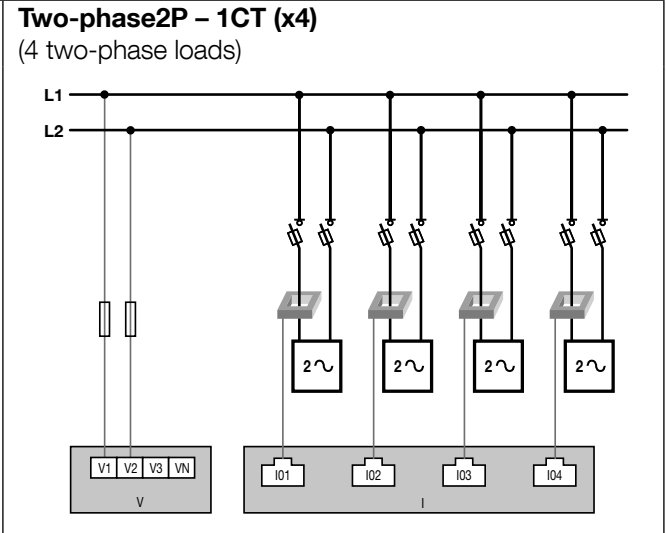 Two-phase2P – 1CT (x4)
(4 two-phase loads)
L1
L2
2 2 2 2
V1 V2 V3 VN
V
I01 I02 I03 I04
I